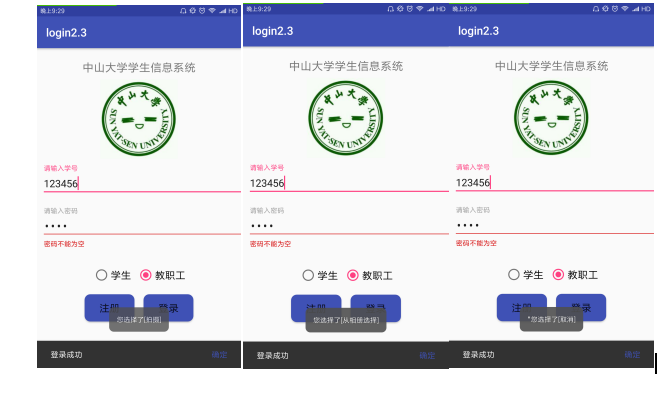 晚上9:29
HD
login2.3
中山大学学生信息系统
中山大学
SUN YAT-SEN UNIVERSITY
请输入学号
123456
请输入密码
••••
密码不能为空
学生
教职工
注册
登录
您选择了[拍摄]
登录成功
确定
晚上9:29
HD
login2.3
中山大学学生信息系统
中山大学
SUN YAT-SEN UNIVERSITY
请输入学号
123456
请输入密码
••••
密码不能为空
学生
教职工
注册
登录
您选择了[从相册选择]
登录成功
确定
晚上9:29
HD
login2.3
中山大学学生信息系统
中山大学
SUN YAT-SEN UNIVERSITY
请输入学号
123456
请输入密码
••••
密码不能为空
学生
教职工
注册
登录
"您选择了[取消]
登录成功
确定